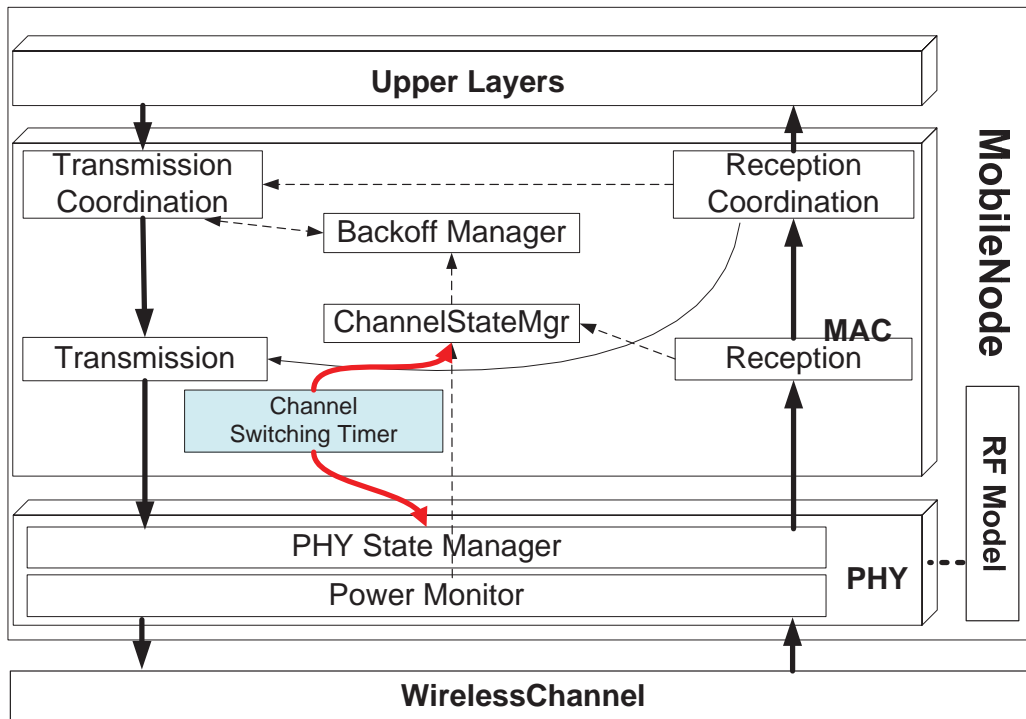 Upper Layers
Transmission
Coordination
Reception
Coordination
Backoff Manager
ChannelStateMgr
MAC
Transmission
Reception
Channel
Switching Timer
PHY State Manager
PHY
Power Monitor
WirelessChannel
MobileNode
RF Model